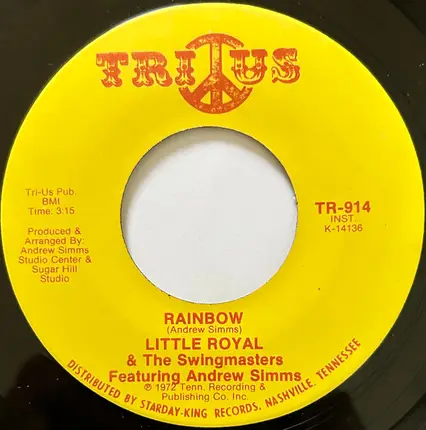 TRI US
Tri-Us Pub.
BMI
Time: 3:15
Produced &
Arranged By:
Andrew Simms
Studio Center &
Sugar Hill
Studio
TR-914
INST.
K-14136
RAINBOW
(Andrew Simms)
LITTLE ROYAL
& The Swingmasters
Featuring Andrew Simms
℗ 1972 Tenn. Recording &
Publishing Co. Inc.
DISTRIBUTED BY STARDAY-KING RECORDS, NASHVILLE, TENNESSEE